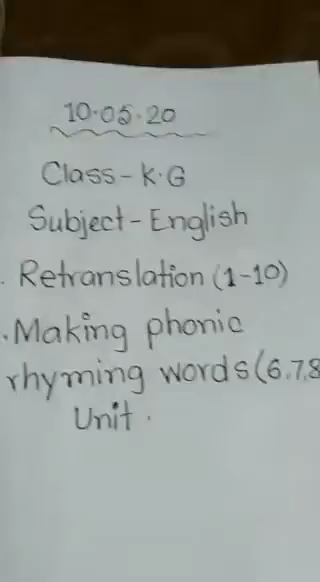 10.05.20
Class - K.G
Subject - English
. Retranslation (1-10)
. Making phonic
rhyming words (6,7,8
Unit .